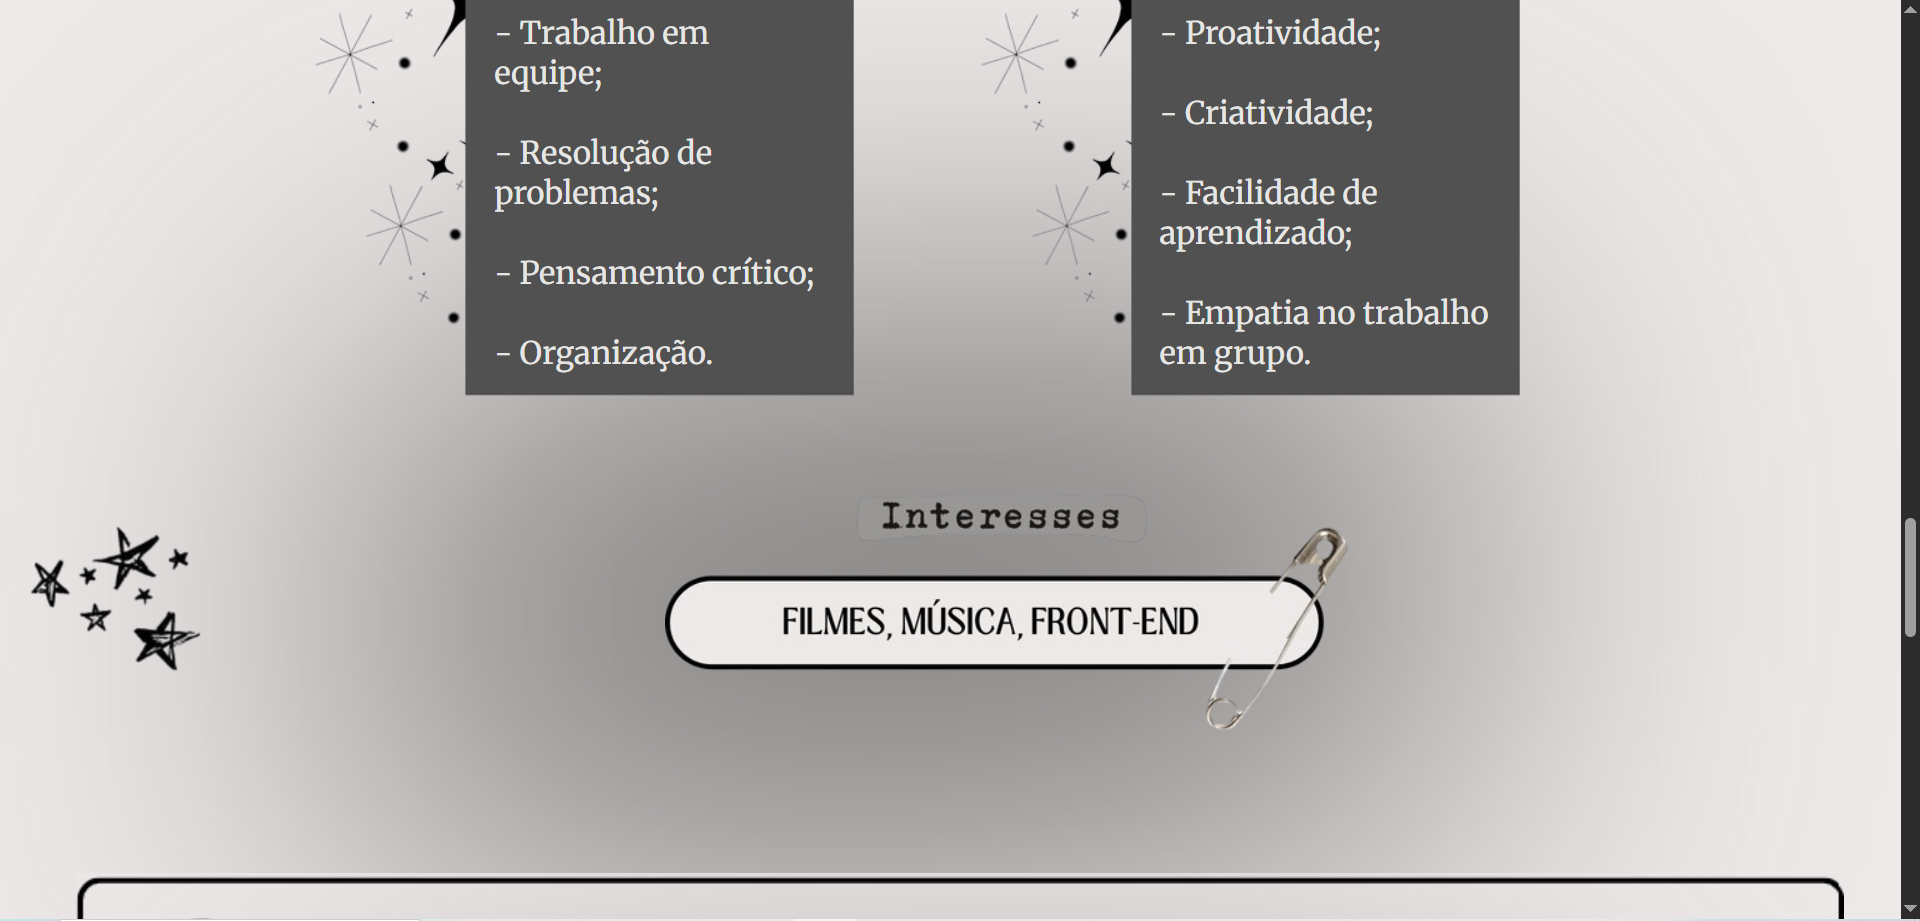 - Trabalho em
equipe;
- Resolução de
problemas;
- Pensamento crítico;
- Organização.
- Proatividade;
- Criatividade;
- Facilidade de
aprendizado;
- Empatia no trabalho
em grupo.
Interesses
FILMES, MÚSICA, FRONT-END